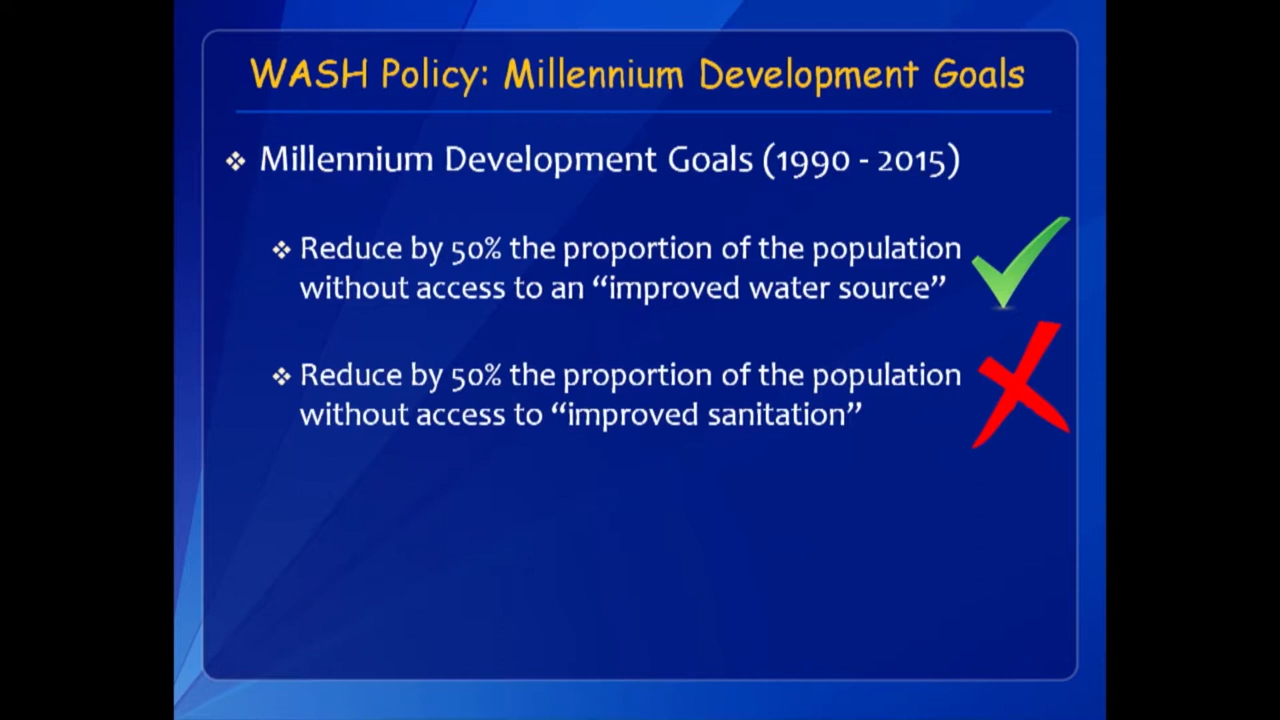 WASH Policy: Millennium Development Goals
Millennium Development Goals (1990 - 2015)
Reduce by 50% the proportion of the population
without access to an “improved water source”
Reduce by 50% the proportion of the population
without access to “improved sanitation”